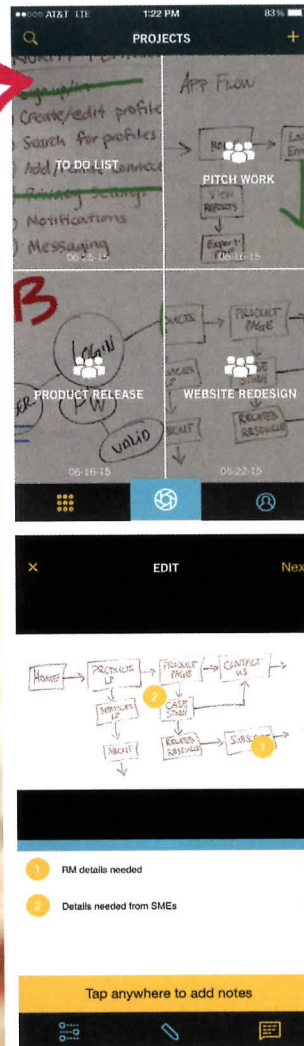 AT&T LTE 1:22 PM 83%
PROJECTS +
Create/edit profile
Search for profiles
Add/
TO DO LIST
Notifications
Messaging
06-25-15
APP FLOW
PITCH WORK
VIEW
REPORTS
Export
06-16-15
B
LOGIN
PRODUCT RELEASE
PW
VALID
06-16-15
PRODUCT
PAGE
WEBSITE REDESIGN
RELATED
06-22-15
× EDIT Nex
HOME
PRODUCTS
LP
PRODUCT
PAGE
CONTACT
US
SERVICES
LP
2
CASE
STUDY
ABOUT
RELATED
RESOURCES
1
1 RM details needed
2 Details needed from SMEs
Tap anywhere to add notes